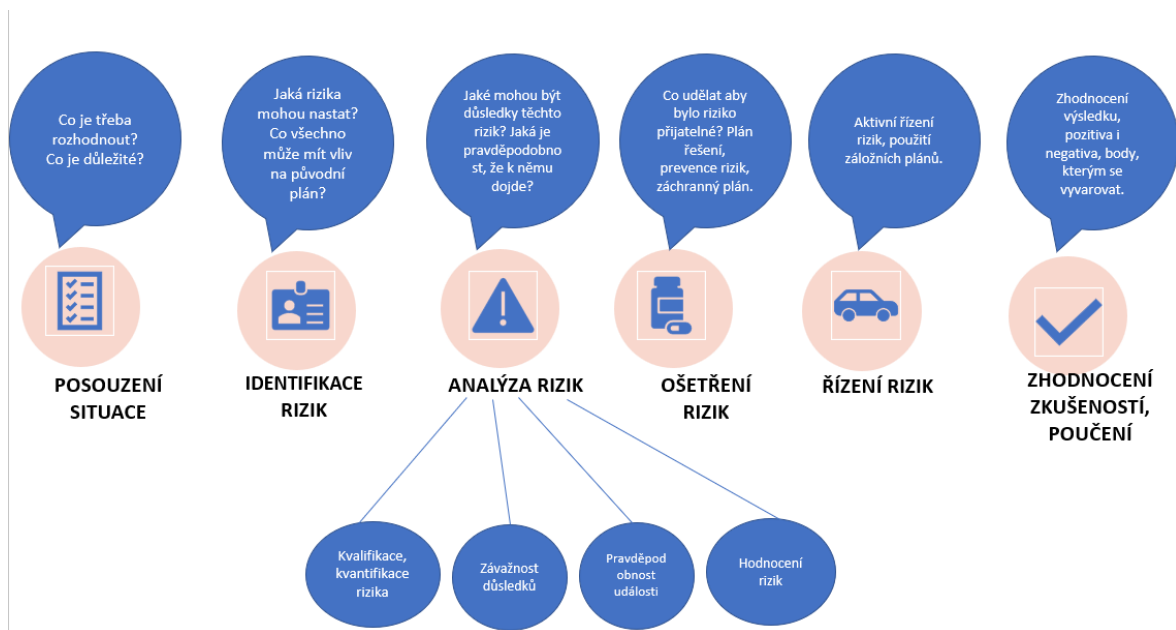 Co je třeba
rozhodnout?
Co je důležité?
Jaká rizika
mohou nastat?
Co všechno
může mít vliv
na původní
plán?
Jaké mohou být
důsledky těchto
rizik? Jaká je
pravděpodobno
st, že k němu
dojde?
Co udělat aby
bylo riziko
přijatelné? Plán
řešení,
prevence rizik,
záchranný plán.
Aktivní řízení
rizik, použití
záložních plánů.
Zhodnocení
výsledku,
pozitiva i
negativa, body,
kterým se
vyvarovat.
POSOUZENÍ
SITUACE
IDENTIFIKACE
RIZIK
ANALÝZA RIZIK
OŠETŘENÍ
RIZIK
ŘÍZENÍ RIZIK
ZHODNOCENÍ
ZKUŠENOSTÍ,
POUČENÍ
Kvalifikace,
kvantifikace
rizika
Závažnost
důsledků
Pravděpod
obnost
události
Hodnocení
rizik